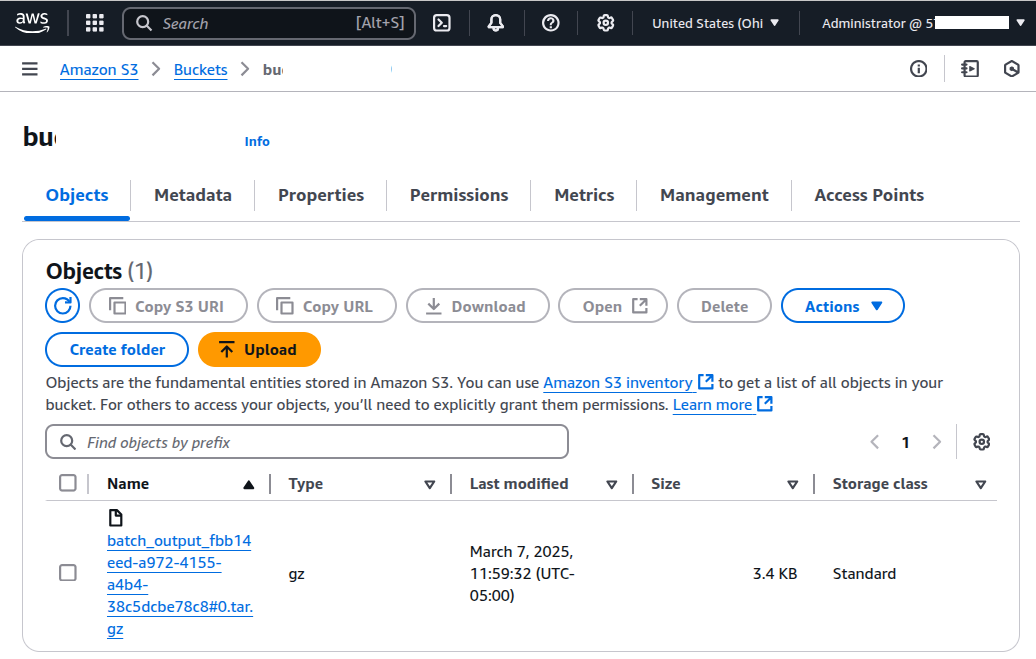 aws Search [Alt+S] United States (Ohi Administrator @ 5
Amazon S3 Buckets
Info
Objects Metadata Properties Permissions Metrics Management Access Points
Objects (1)
Copy S3 URI Copy URL Download Open Delete Actions
Create folder Upload
Objects are the fundamental entities stored in Amazon S3. You can use Amazon S3 inventory to get a list of all objects in your
bucket. For others to access your objects, you'll need to explicitly grant them permissions. Learn more
Find objects by prefix 1
Name Type Last modified Size Storage class
batch_output_fbb14
eed-a972-4155-
a4b4-
38c5dcbe78c8#0.tar.
gz
gz
March 7, 2025,
11:59:32 (UTC-
05:00)
3.4 KB
Standard